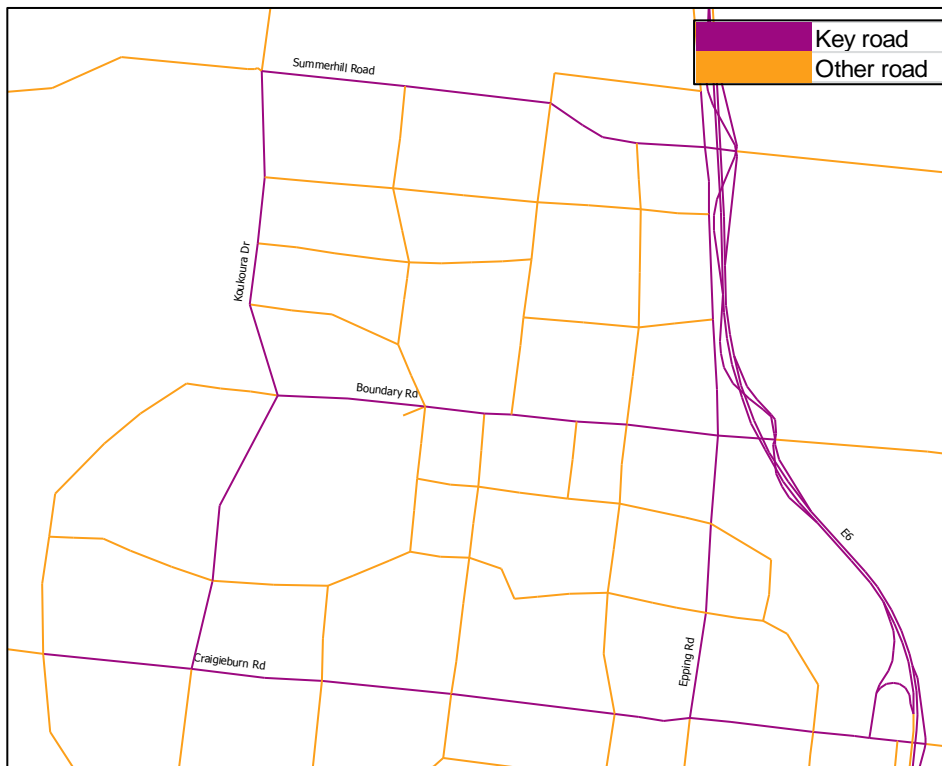 Key road
Other road
Summerhill Road
Koukoura Dr
Boundary Rd
E6
Craigieburn Rd
Epping Rd